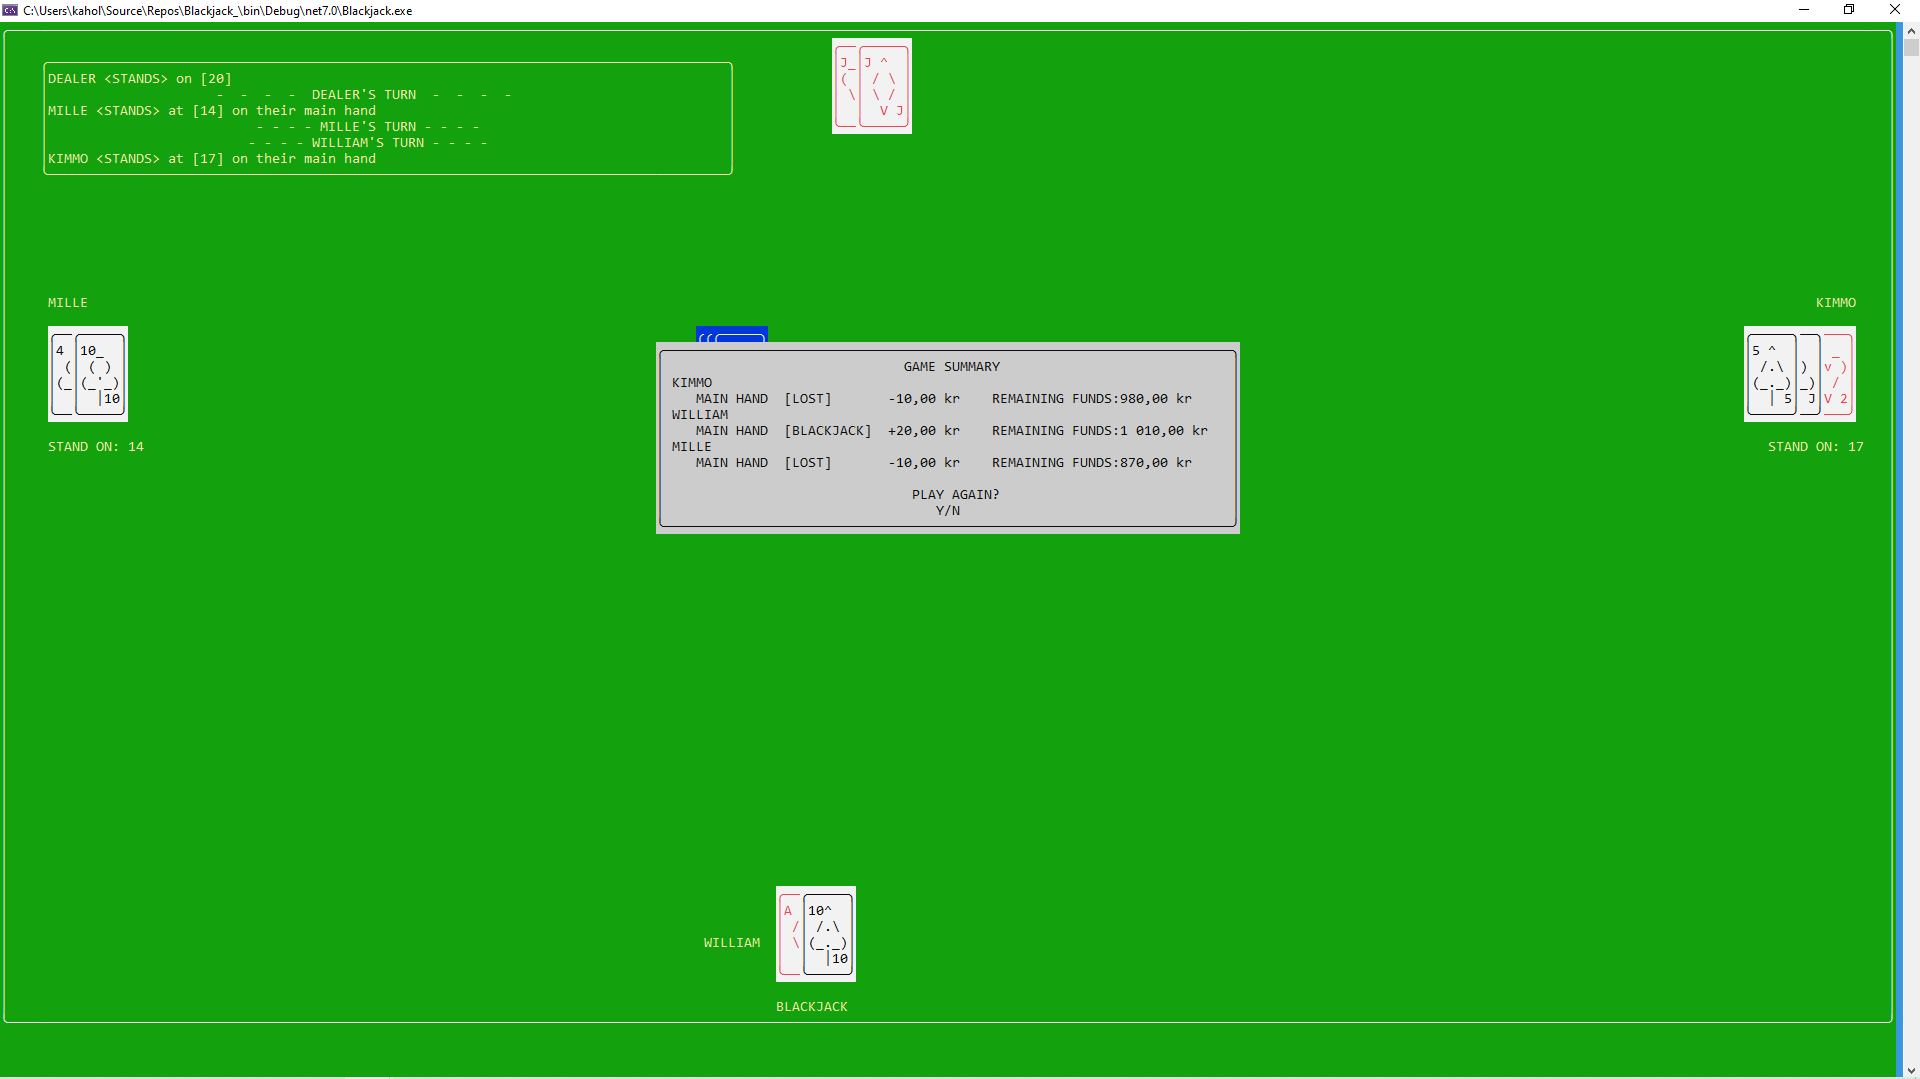 C:\Users\kahol\Source\Repos\Blackjack_\bin\Debug\net7.0\Blackjack.exe
DEALER <STANDS> on [20]
- - - - DEALER'S TURN - - - -
MILLE <STANDS> at [14] on their main hand
- - - - MILLE'S TURN - - - -
- - - - WILLIAM'S TURN - - - -
KIMMO <STANDS> at [17] on their main hand
J J
J
MILLE
KIMMO
4 10
10
5
5 J 2
STAND ON: 14
STAND ON: 17
GAME SUMMARY
KIMMO
MAIN HAND [LOST] -10,00 kr REMAINING FUNDS:980,00 kr
WILLIAM
MAIN HAND [BLACKJACK] +20,00 kr REMAINING FUNDS:1 010,00 kr
MILLE
MAIN HAND [LOST] -10,00 kr REMAINING FUNDS:870,00 kr
PLAY AGAIN?
Y/N
A 10
WILLIAM
10
BLACKJACK